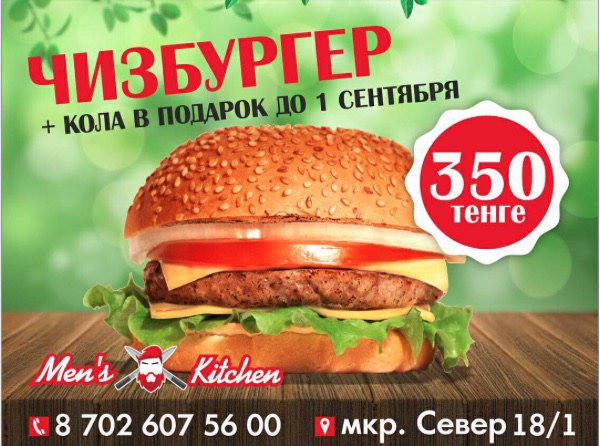 ЧИЗБУРГЕР
+ КОЛА В ПОДАРОК ДО 1 СЕНТЯБРЯ
350
тенге
Men's Kitchen
8 702 607 56 00
мкр. Север 18/1